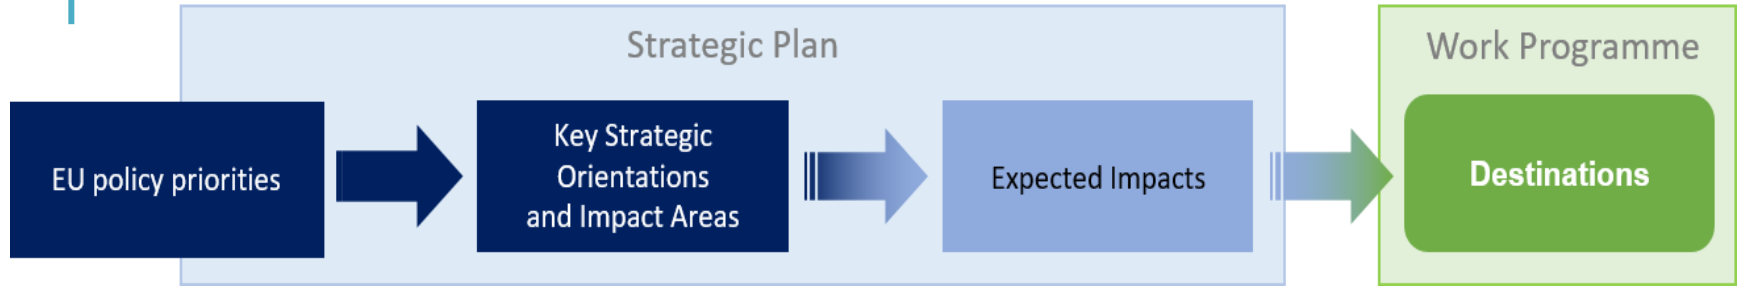 Strategic Plan
Work Programme
EU policy priorities
Key Strategic
Orientations
and Impact Areas
Expected Impacts
Destinations